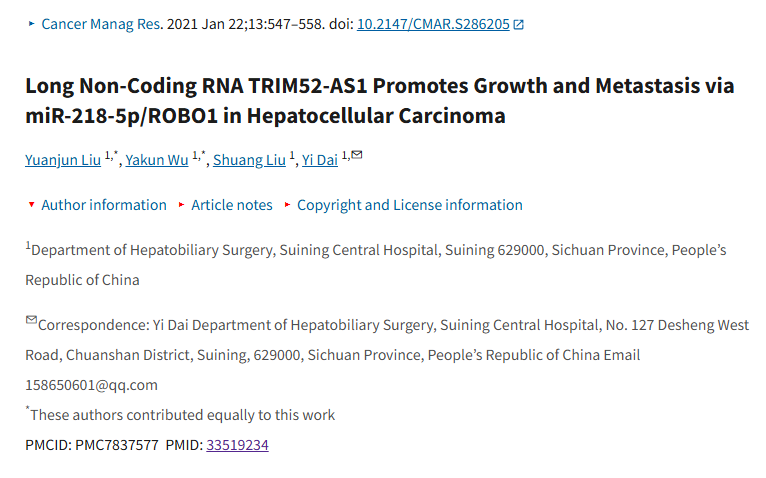 Cancer Manag Res. 2021 Jan 22;13:547–558. doi: 10.2147/CMAR.S286205
Long Non-Coding RNA TRIM52-AS1 Promotes Growth and Metastasis via
miR-218-5p/ROBO1 in Hepatocellular Carcinoma
Yuanjun Liu 1,*, Yakun Wu 1,*, Shuang Liu 1, Yi Dai 1,✉
Author information Article notes Copyright and License information
1Department of Hepatobiliary Surgery, Suining Central Hospital, Suining 629000, Sichuan Province, People’s
Republic of China
✉Correspondence: Yi Dai Department of Hepatobiliary Surgery, Suining Central Hospital, No. 127 Desheng West
Road, Chuanshan District, Suining, 629000, Sichuan Province, People’s Republic of China Email
158650601@qq.com
*These authors contributed equally to this work
PMCID: PMC7837577 PMID: 33519234